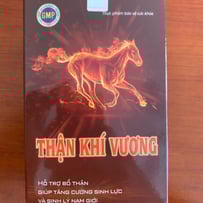 GMP
Thực phẩm bảo vệ sức khỏe
THẬN KHÍ VƯƠNG
HỖ TRỢ BỔ THẬN
GIÚP TĂNG CƯỜNG SINH LỰC
VÀ SINH LÝ NAM GIỚI